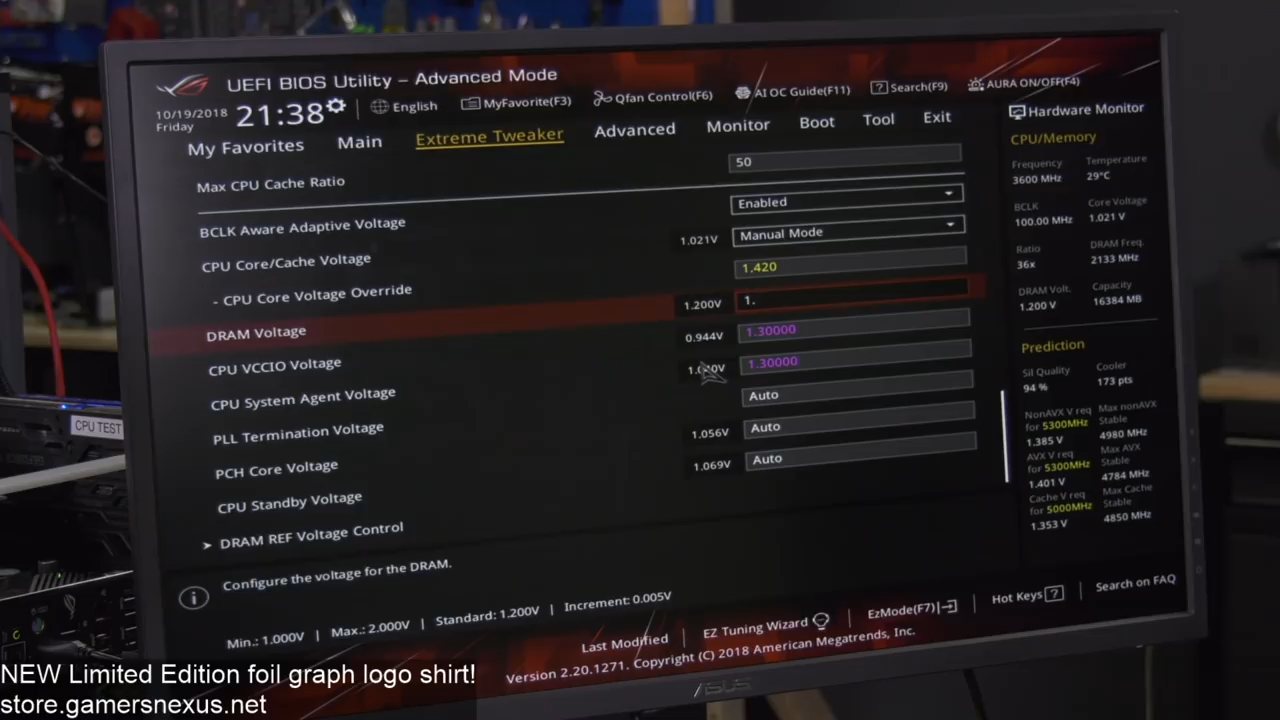 UEFI BIOS Utility – Advanced Mode
10/19/2018
Friday
21:38
English
MyFavorite(F3)
Qfan Control(F6)
AI OC Guide(F11)
Search(F9)
AURA ON/OFF(F4)
My Favorites
Main
Extreme Tweaker
Advanced
Monitor
Boot
Tool
Exit
Max CPU Cache Ratio
50
BCLK Aware Adaptive Voltage
Enabled
CPU Core/Cache Voltage
1.021V
Manual Mode
- CPU Core Voltage Override
1.420
DRAM Voltage
1.200V
1.
CPU VCCIO Voltage
0.944V
1.30000
CPU System Agent Voltage
1.30000
PLL Termination Voltage
Auto
PCH Core Voltage
1.056V
Auto
CPU Standby Voltage
1.069V
Auto
DRAM REF Voltage Control
Configure the voltage for the DRAM.
Min.: 1.000V | Max.: 2.000V | Standard: 1.200V | Increment: 0.005V
Hardware Monitor
CPU/Memory
Frequency
3600 MHz
Temperature
29°C
BCLK
100.00 MHz
Core Voltage
1.021 V
Ratio
36x
DRAM Freq.
2133 MHz
DRAM Volt.
1.200 V
Capacity
16384 MB
Prediction
Sil Quality
94 %
Cooler
173 pts
NonAVX V req
for 5300MHz
1.385 V
Max nonAVX
Stable
4980 MHz
AVX V req
for 5300MHz
1.401 V
Max AVX
Stable
4784 MHz
Cache V req
for 5000MHz
1.353 V
Max Cache
Stable
4850 MHz
Last Modified
EZ Tuning Wizard
EzMode(F7)
Hot Keys ?
Search on FAQ
Version 2.20.1271. Copyright (C) 2018 American Megatrends, Inc.
ASUS
CPU TEST
NEW Limited Edition foil graph logo shirt!
store.gamersnexus.net